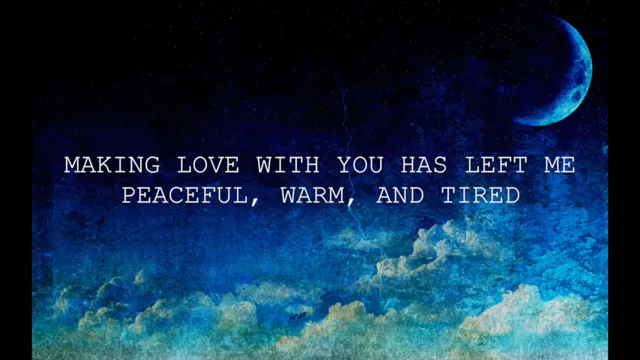 MAKING LOVE WITH YOU HAS LEFT ME
PEACEFUL, WARM, AND TIRED